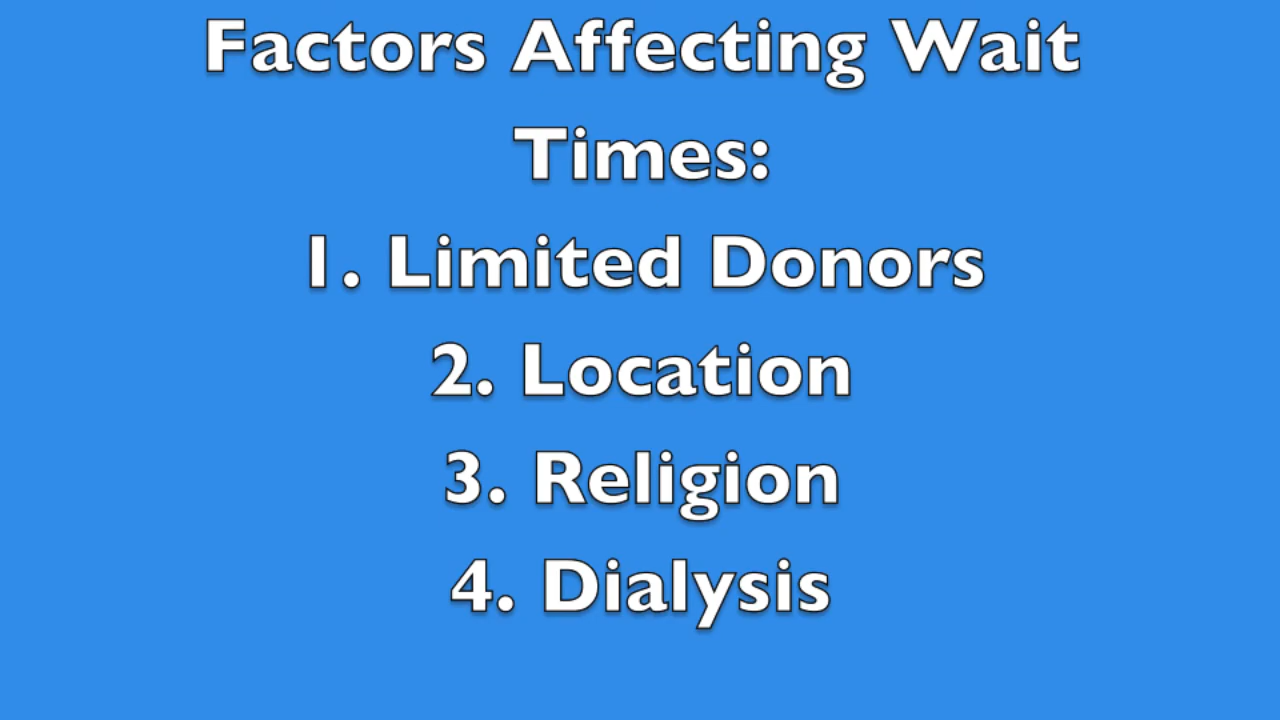 Factors Affecting Wait
Times:
1. Limited Donors
2. Location
3. Religion
4. Dialysis